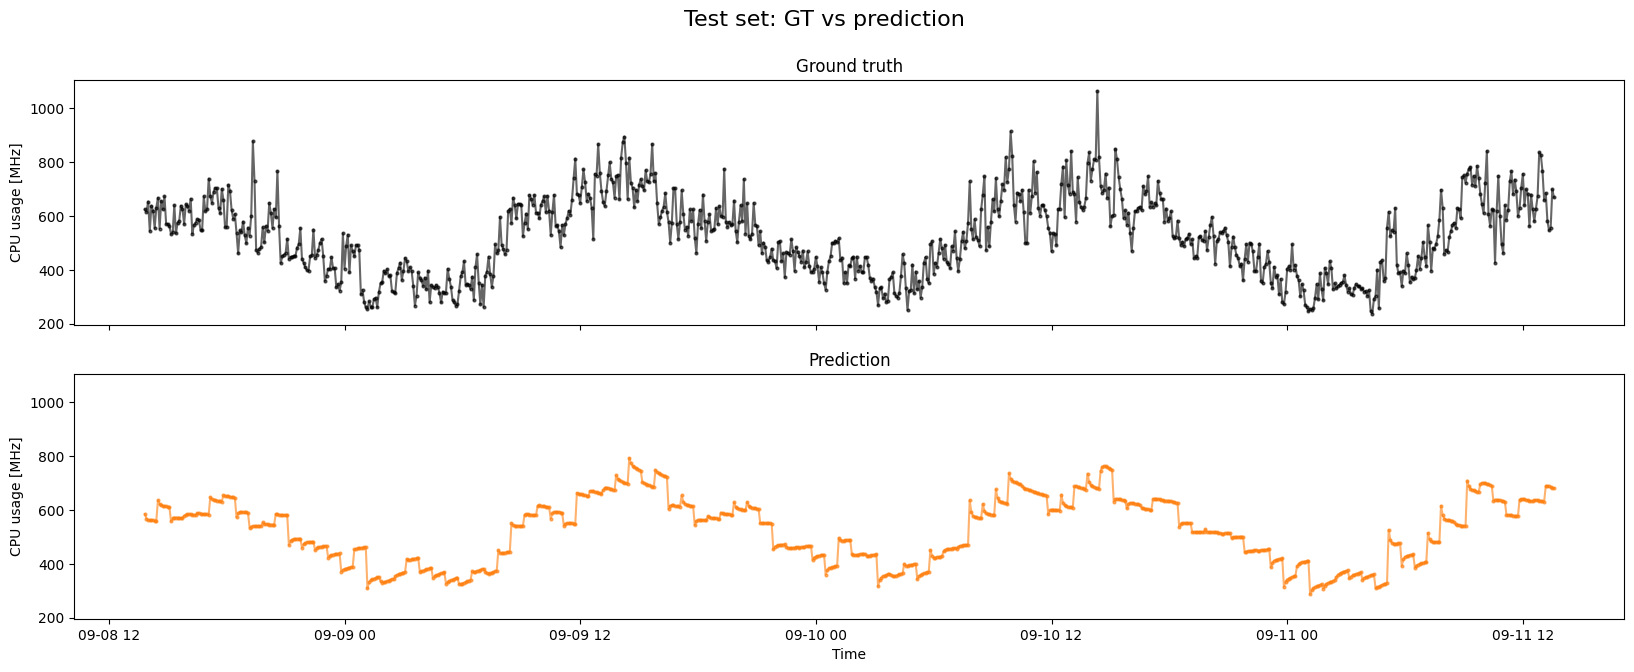 Test set: GT vs prediction
Ground truth
CPU usage [MHz]
1000
800
600
400
200
Prediction
CPU usage [MHz]
1000
800
600
400
200
09-08 12
09-09 00
09-09 12
09-10 00
09-10 12
09-11 00
09-11 12
Time